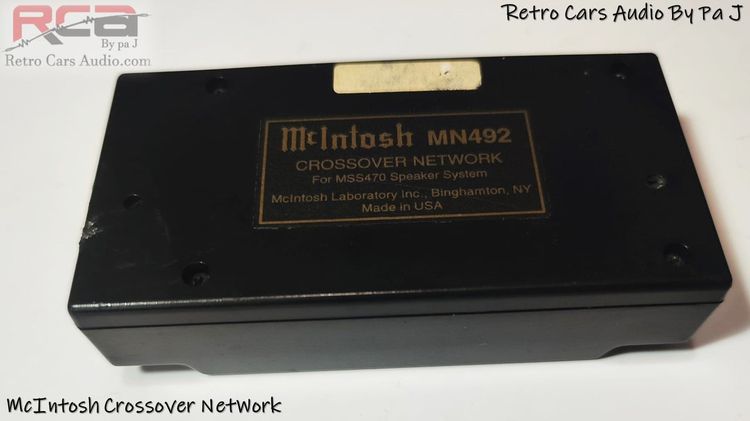 RCA
By pa J
Retro Cars Audio.com
Retro Cars Audio By Pa J
McIntosh MN492
CROSSOVER NETWORK
For MSS470 Speaker System
McIntosh Laboratory Inc., Binghamton, NY
Made in USA
McIntosh Crossover Network